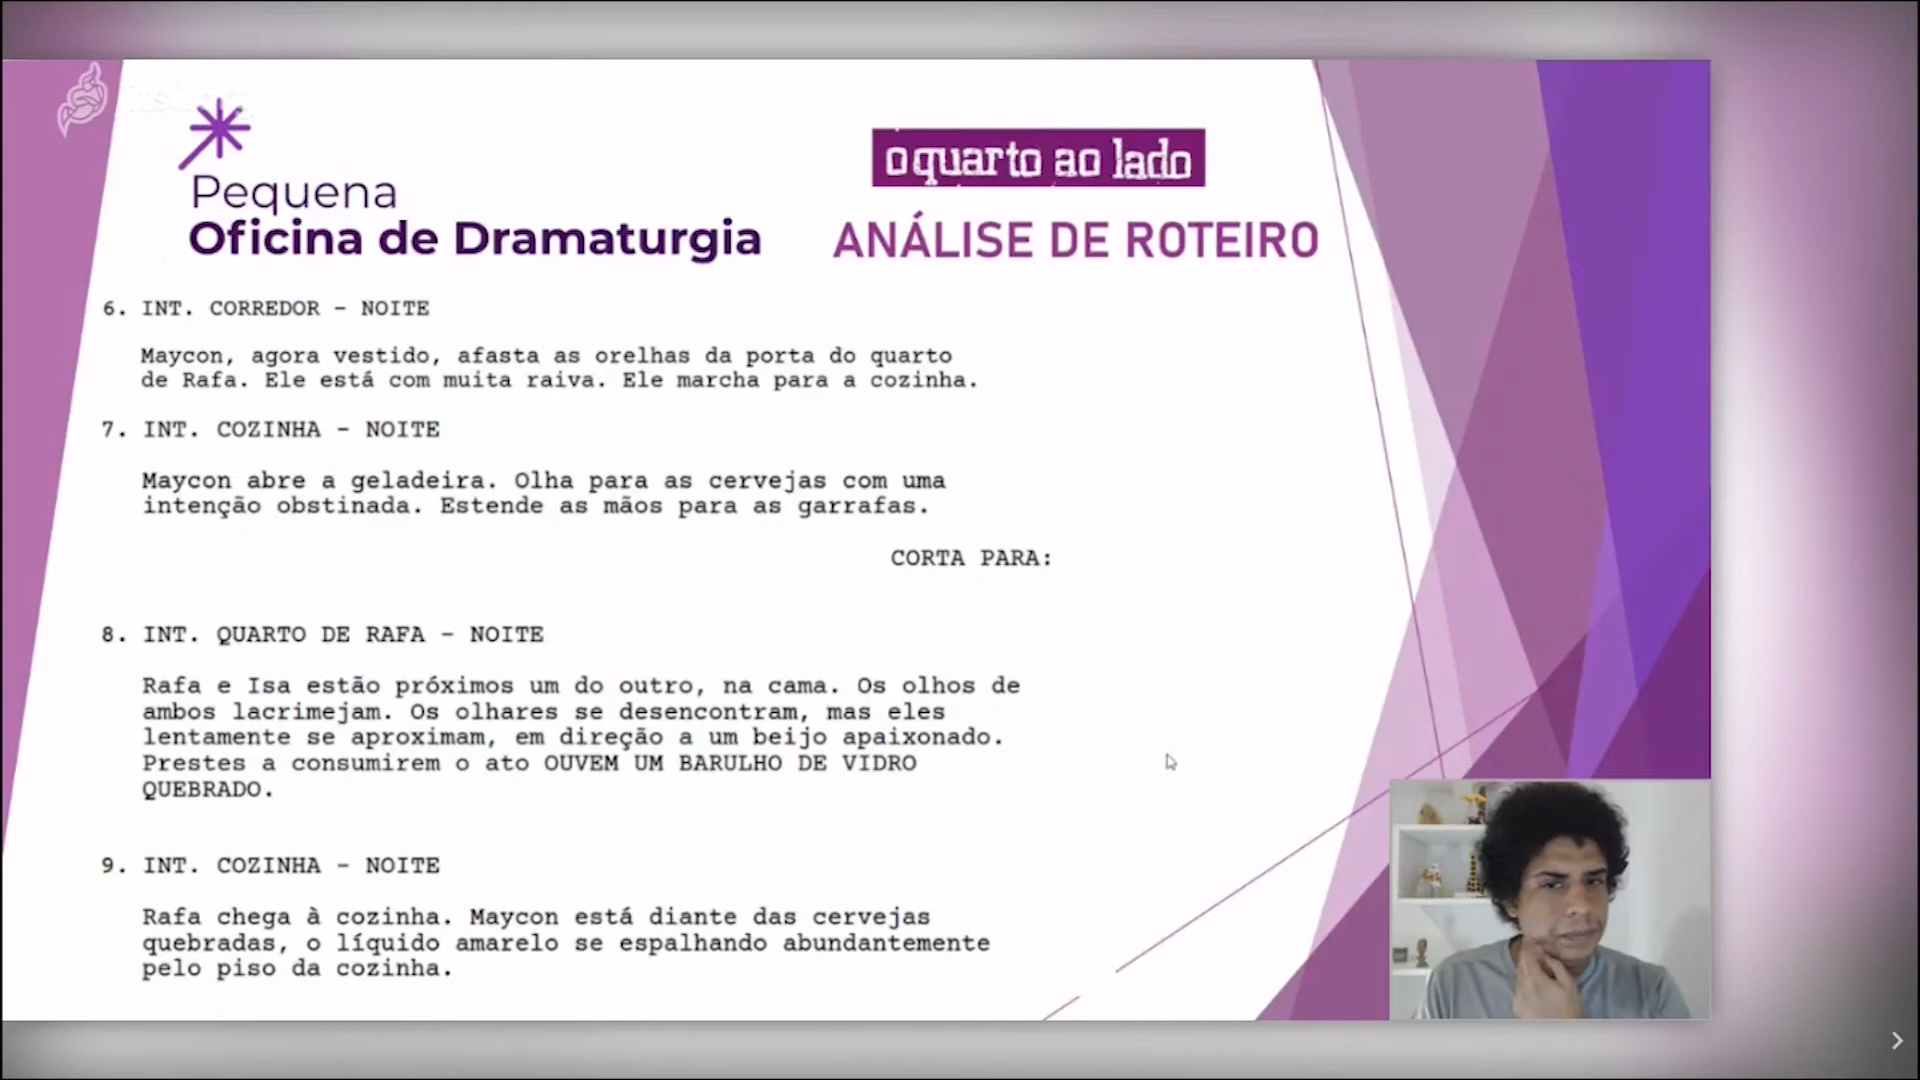 Pequena
Oficina de Dramaturgia
o quarto ao lado
ANÁLISE DE ROTEIRO
6. INT. CORREDOR – NOITE
Maycon, agora vestido, afasta as orelhas da porta do quarto
de Rafa. Ele está com muita raiva. Ele marcha para a cozinha.
7. INT. COZINHA – NOITE
Maycon abre a geladeira. Olha para as cervejas com uma
intenção obstinada. Estende as mãos para as garrafas.
CORTA PARA:
8. INT. QUARTO DE RAFA – NOITE
Rafa e Isa estão próximos um do outro, na cama. Os olhos de
ambos lacrimejam. Os olhares se desencontram, mas eles
lentamente se aproximam, em direção a um beijo apaixonado.
Prestes a consumirem o ato OUVEM UM BARULHO DE VIDRO
QUEBRADO.
9. INT. COZINHA – NOITE
Rafa chega à cozinha. Maycon está diante das cervejas
quebradas, o líquido amarelo se espalhando abundantemente
pelo piso da cozinha.